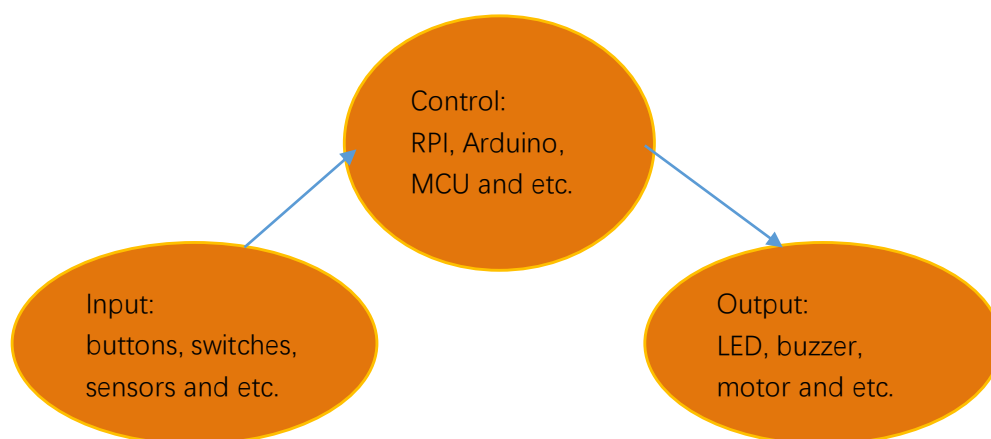 Control:
RPI, Arduino,
MCU and etc.
Input:
buttons, switches,
sensors and etc.
Output:
LED, buzzer,
motor and etc.